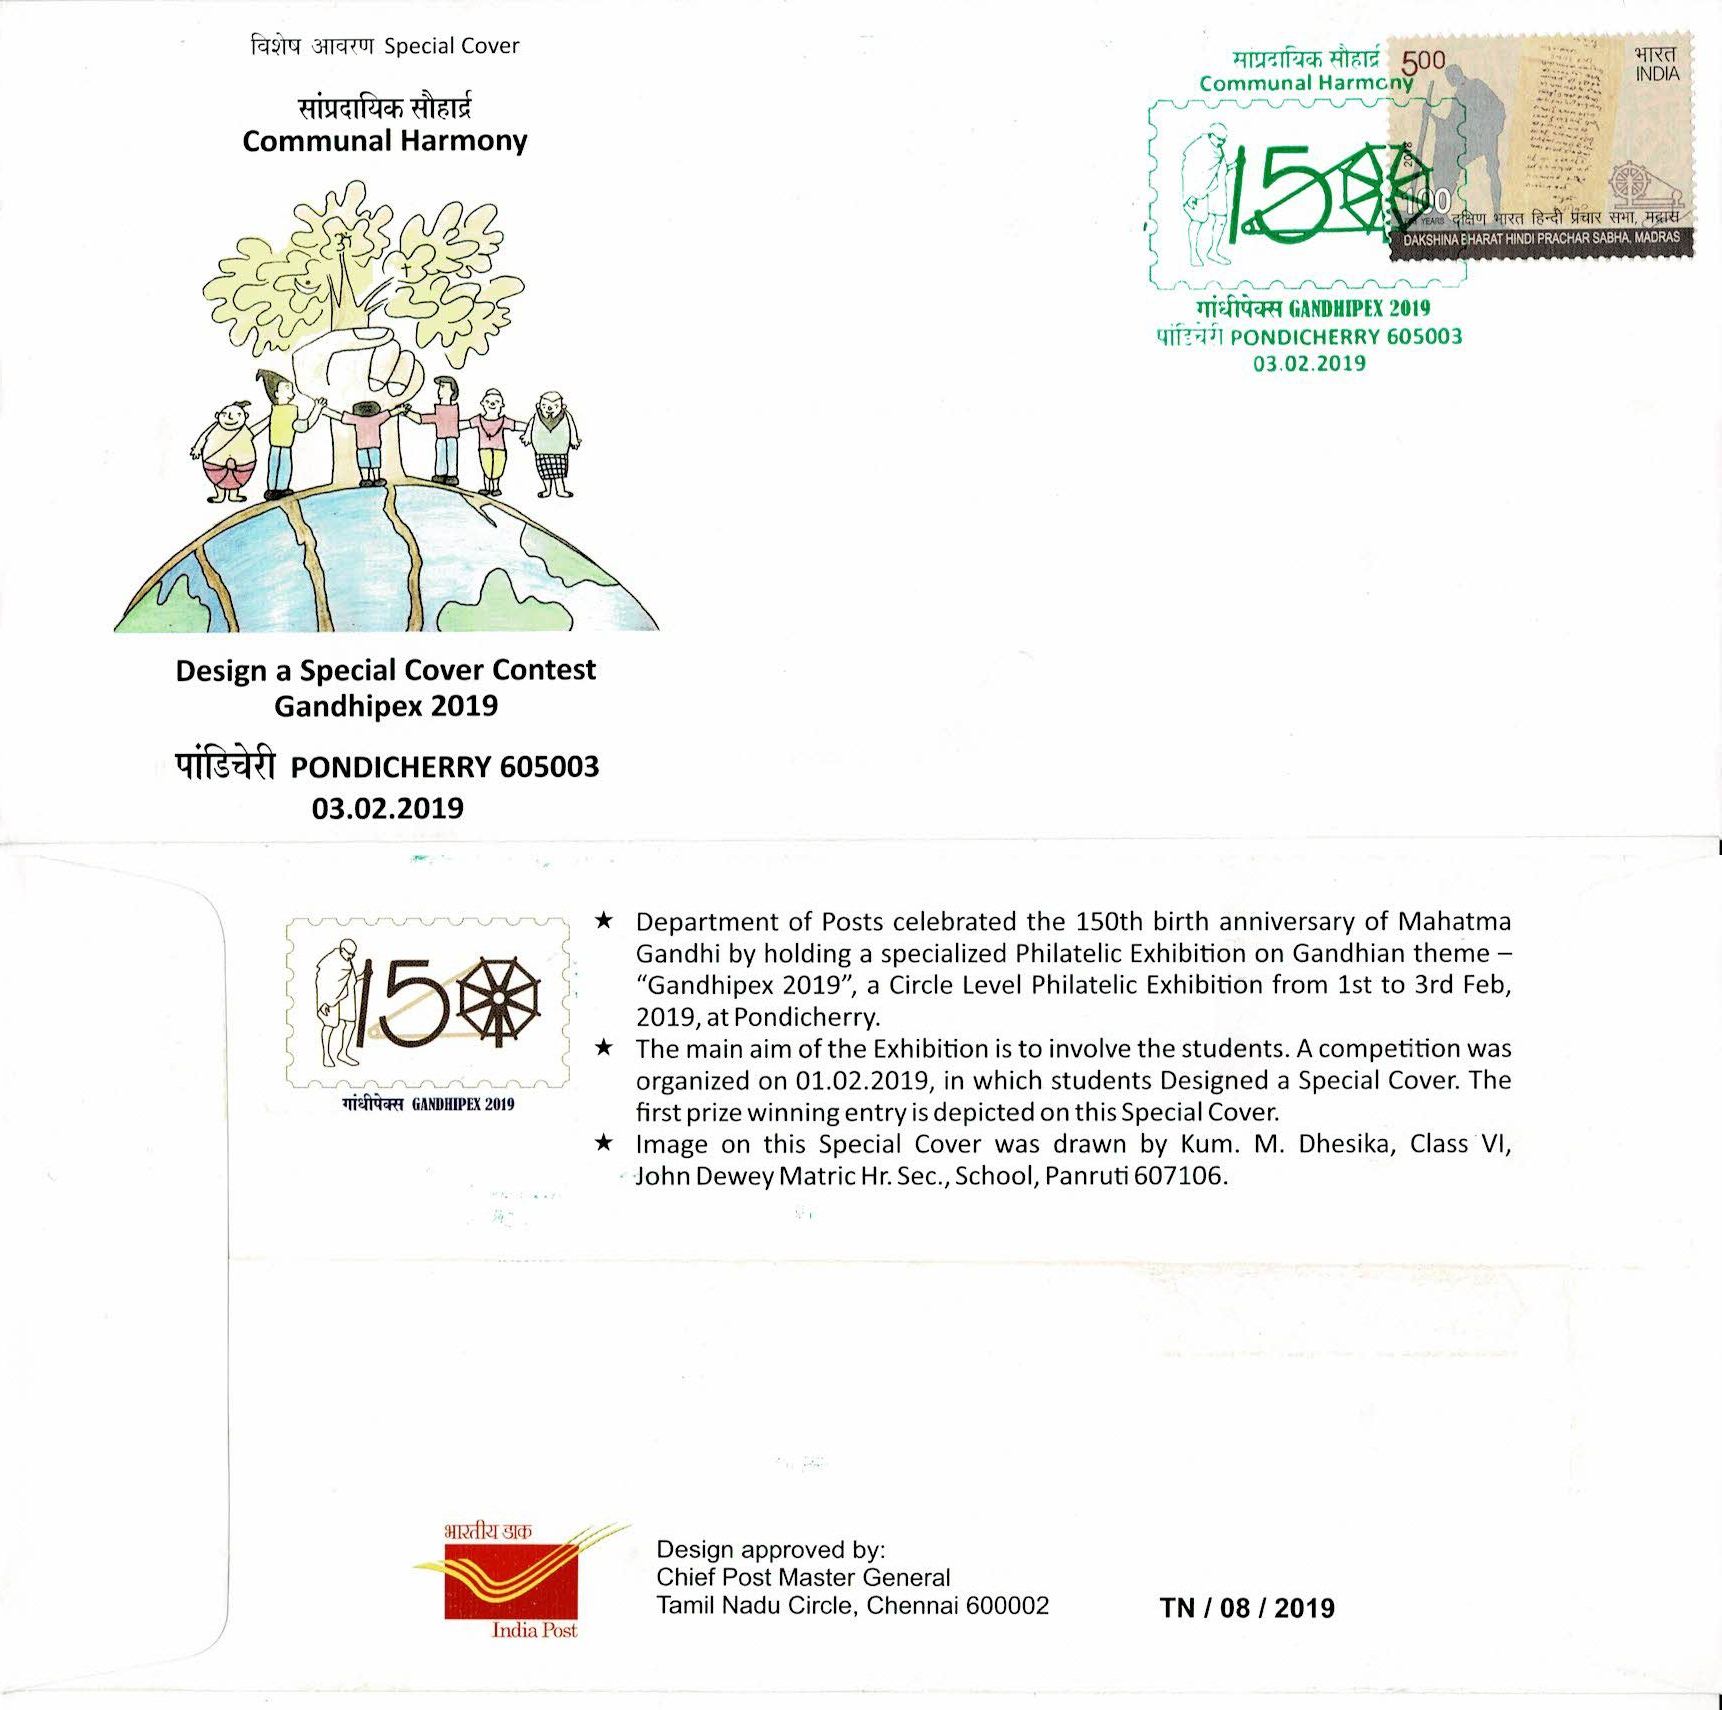 विशेष आवरण Special Cover
सांप्रदायिक सौहार्द्र
Communal Harmony
Design a Special Cover Contest
Gandhipex 2019
पांडिचेरी PONDICHERRY 605003
03.02.2019
सांप्रदायिक सौहार्द्र
Communal Harmony
150
गांधीपेक्स GANDHIPEX 2019
पांडिचेरी PONDICHERRY 605003
03.02.2019
500
भारत
INDIA
2018
100
YEARS दक्षिण भारत हिन्दी प्रचार सभा, मद्रास
DAKSHINA BHARAT HINDI PRACHAR SABHA, MADRAS
150
गांधीपेक्स GANDHIPEX 2019
★ Department of Posts celebrated the 150th birth anniversary of Mahatma
Gandhi by holding a specialized Philatelic Exhibition on Gandhian theme –
“Gandhipex 2019”, a Circle Level Philatelic Exhibition from 1st to 3rd Feb,
2019, at Pondicherry.
★ The main aim of the Exhibition is to involve the students. A competition was
organized on 01.02.2019, in which students Designed a Special Cover. The
first prize winning entry is depicted on this Special Cover.
★ Image on this Special Cover was drawn by Kum. M. Dhesika, Class VI,
John Dewey Matric Hr. Sec., School, Panruti 607106.
भारतीय डाक
India Post
Design approved by:
Chief Post Master General
Tamil Nadu Circle, Chennai 600002
TN / 08 / 2019